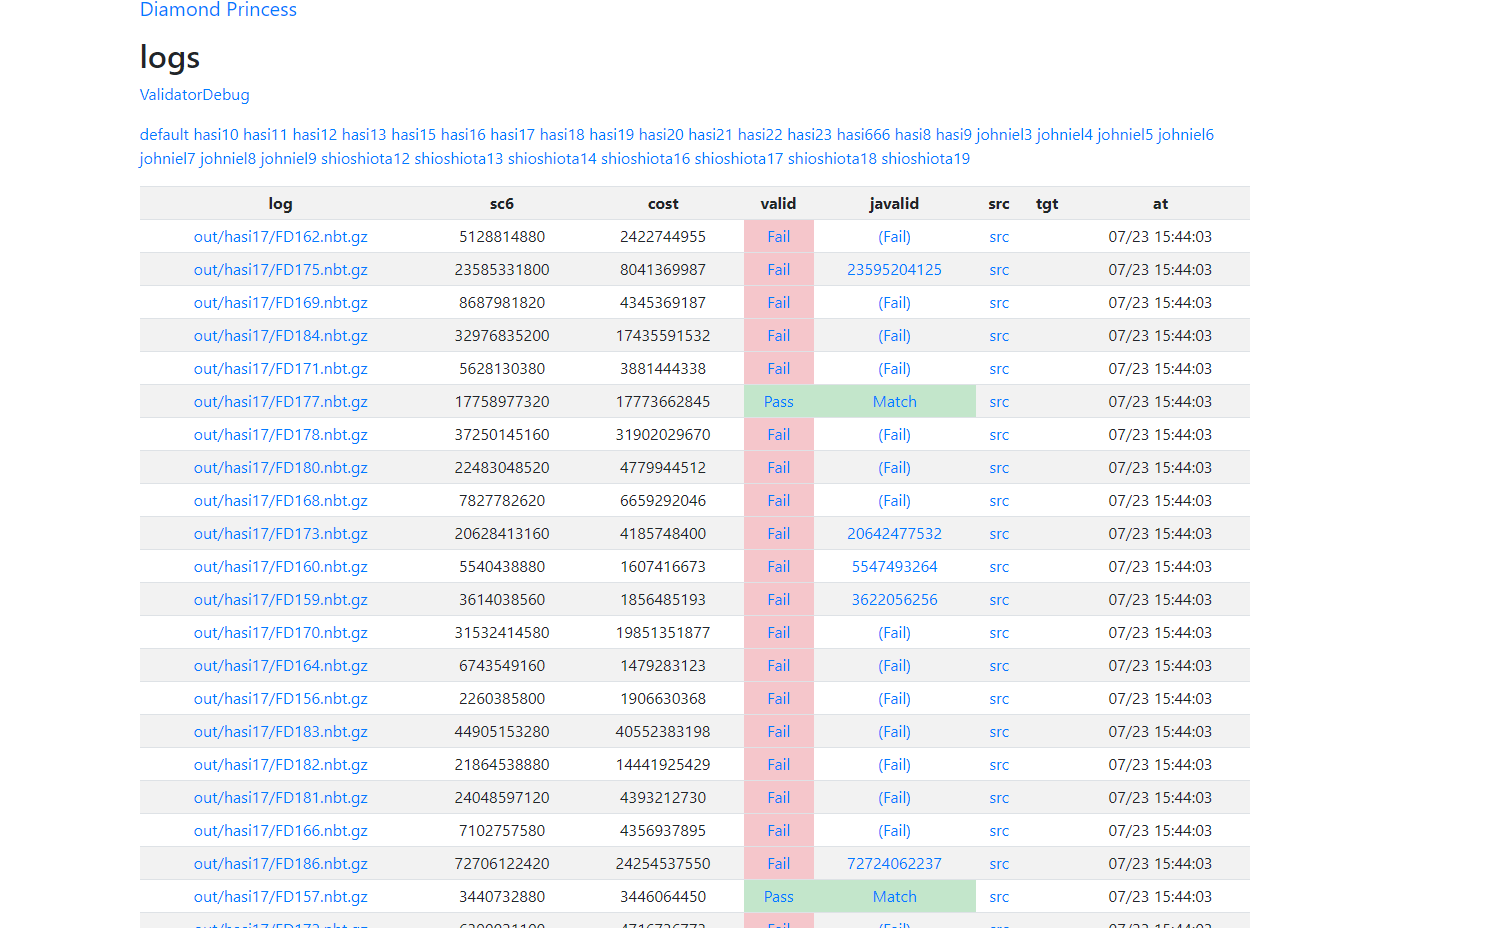 Diamond Princess
logs
ValidatorDebug
default hasi10 hasi11 hasi12 hasi13 hasi15 hasi16 hasi17 hasi18 hasi19 hasi20 hasi21 hasi22 hasi23 hasi666 hasi8 hasi9 johniel3 johniel4 johniel5 johniel6
johniel7 johniel8 johniel9 shioshiota12 shioshiota13 shioshiota14 shioshiota16 shioshiota17 shioshiota18 shioshiota19
log sc6 cost valid javalid src tgt at
out/hasi17/FD162.nbt.gz 5128814880 2422744955 Fail (Fail) src 07/23 15:44:03
out/hasi17/FD175.nbt.gz 23585331800 8041369987 Fail 23595204125 src 07/23 15:44:03
out/hasi17/FD169.nbt.gz 8687981820 4345369187 Fail (Fail) src 07/23 15:44:03
out/hasi17/FD184.nbt.gz 32976835200 17435591532 Fail (Fail) src 07/23 15:44:03
out/hasi17/FD171.nbt.gz 5628130380 3881444338 Fail (Fail) src 07/23 15:44:03
out/hasi17/FD177.nbt.gz 17758977320 17773662845 Pass Match src 07/23 15:44:03
out/hasi17/FD178.nbt.gz 37250145160 31902029670 Fail (Fail) src 07/23 15:44:03
out/hasi17/FD180.nbt.gz 22483048520 4779944512 Fail (Fail) src 07/23 15:44:03
out/hasi17/FD168.nbt.gz 7827782620 6659292046 Fail (Fail) src 07/23 15:44:03
out/hasi17/FD173.nbt.gz 20628413160 4185748400 Fail 20642477532 src 07/23 15:44:03
out/hasi17/FD160.nbt.gz 5540438880 1607416673 Fail 5547493264 src 07/23 15:44:03
out/hasi17/FD159.nbt.gz 3614038560 1856485193 Fail 3622056256 src 07/23 15:44:03
out/hasi17/FD170.nbt.gz 31532414580 19851351877 Fail (Fail) src 07/23 15:44:03
out/hasi17/FD164.nbt.gz 6743549160 1479283123 Fail (Fail) src 07/23 15:44:03
out/hasi17/FD156.nbt.gz 2260385800 1906630368 Fail (Fail) src 07/23 15:44:03
out/hasi17/FD183.nbt.gz 44905153280 40552383198 Fail (Fail) src 07/23 15:44:03
out/hasi17/FD182.nbt.gz 21864538880 14441925429 Fail (Fail) src 07/23 15:44:03
out/hasi17/FD181.nbt.gz 24048597120 4393212730 Fail (Fail) src 07/23 15:44:03
out/hasi17/FD166.nbt.gz 7102757580 4356937895 Fail (Fail) src 07/23 15:44:03
out/hasi17/FD186.nbt.gz 72706122420 24254537550 Fail 72724062237 src 07/23 15:44:03
out/hasi17/FD157.nbt.gz 3440732880 3446064450 Pass Match src 07/23 15:44:03